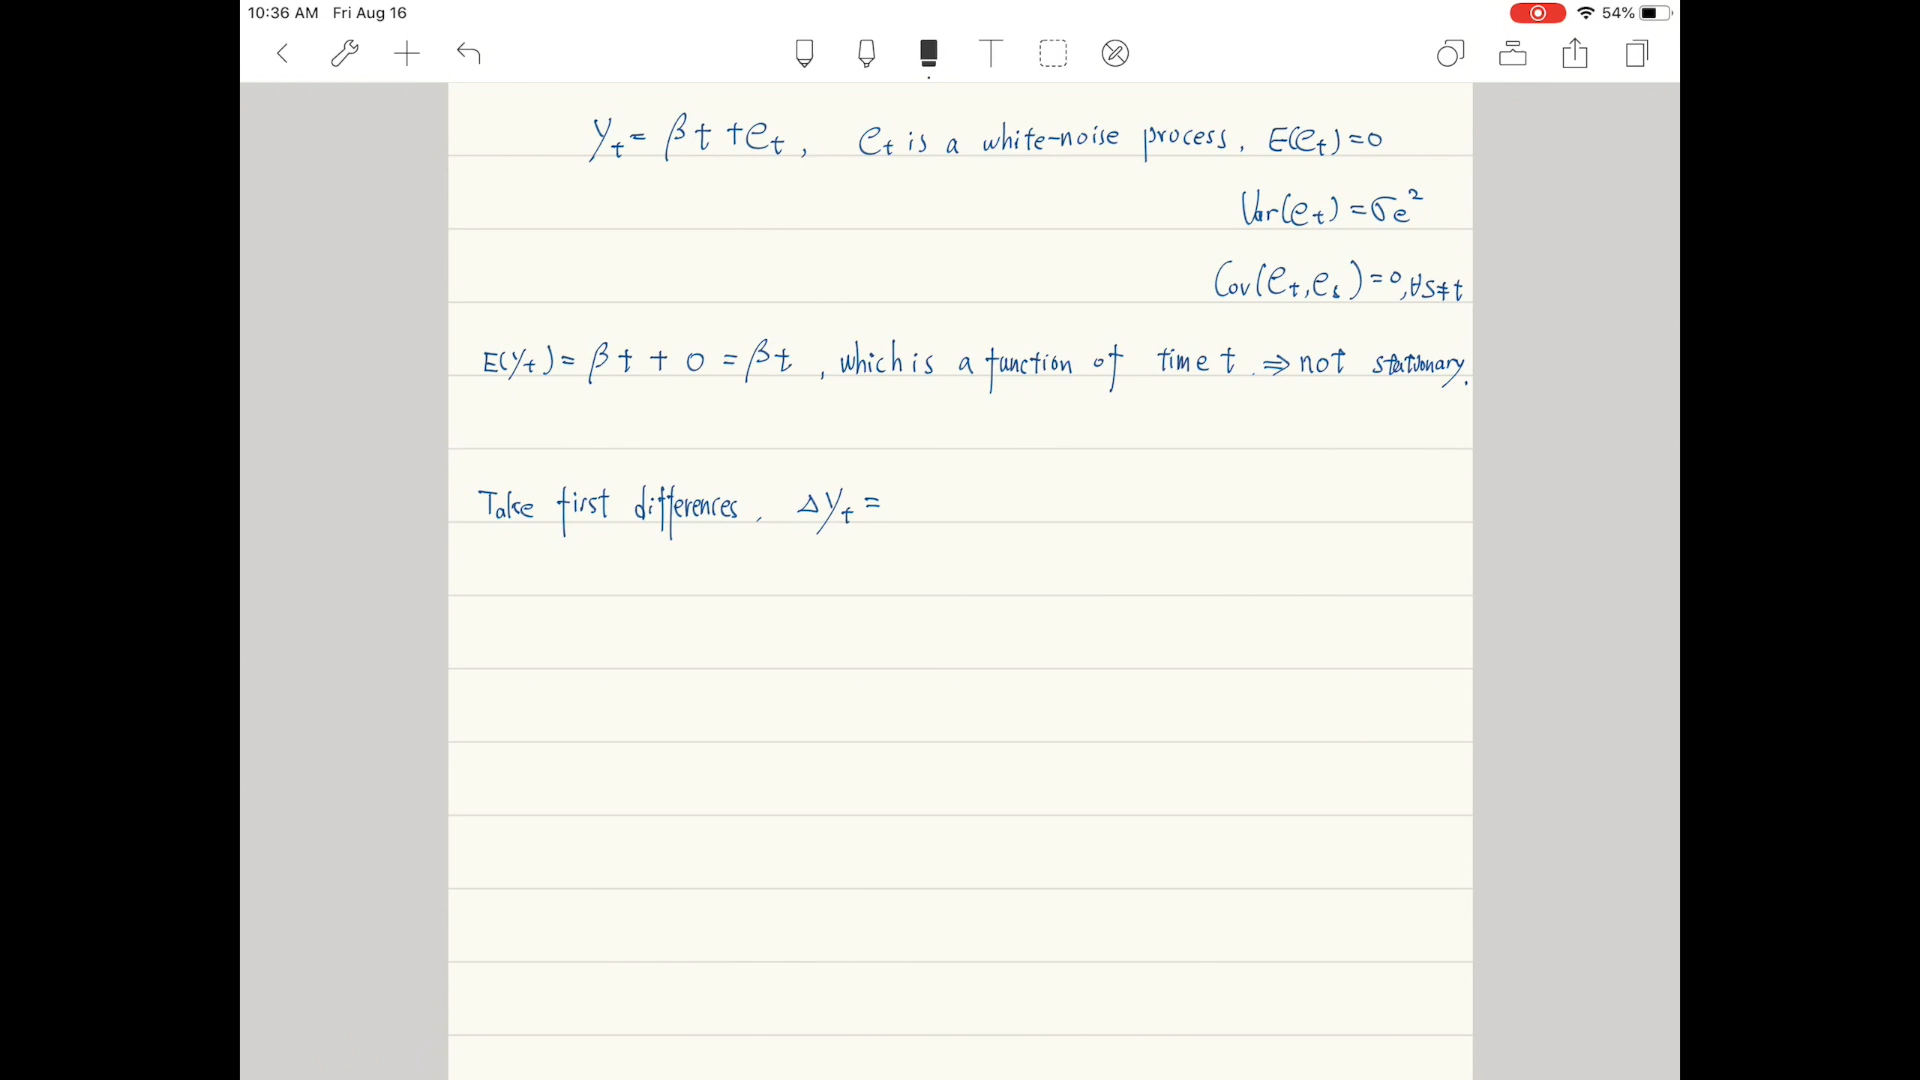 10:36 AM Fri Aug 16 54%
T
yt = βt + et, et is a white-noise process, E(et)=0
Var(et) = σe²
Cov(et, es) = 0, ∀s≠t
E(yt) = βt + 0 = βt, which is a function of time t. ⇒ not stationary.
Take first differences, Δyt =